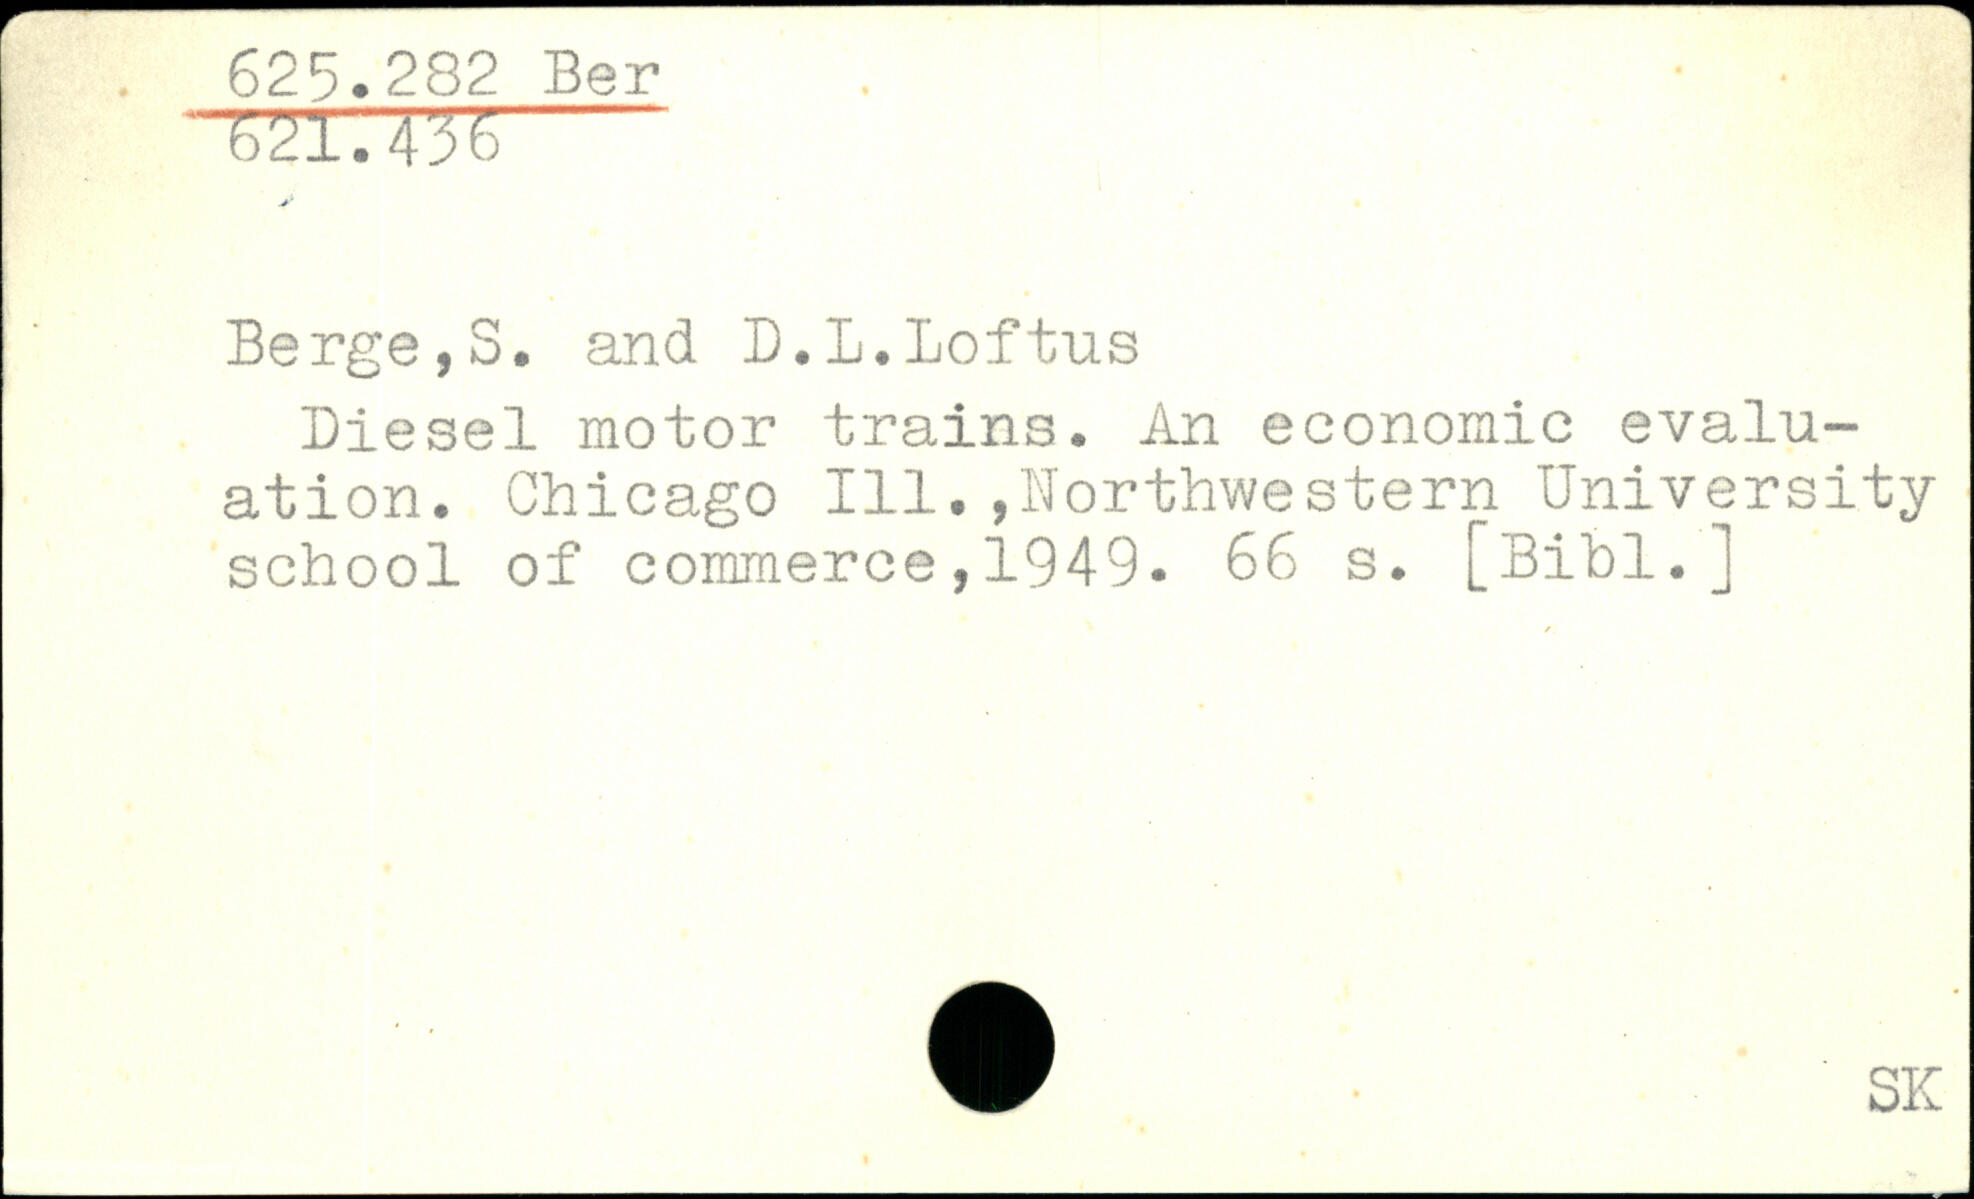 625.282 Ber
621.436
Berge,S. and D.L.Loftus
Diesel motor trains. An economic evalu-
ation. Chicago Ill.,Northwestern University
school of commerce,1949. 66 s. [Bibl.]
SK